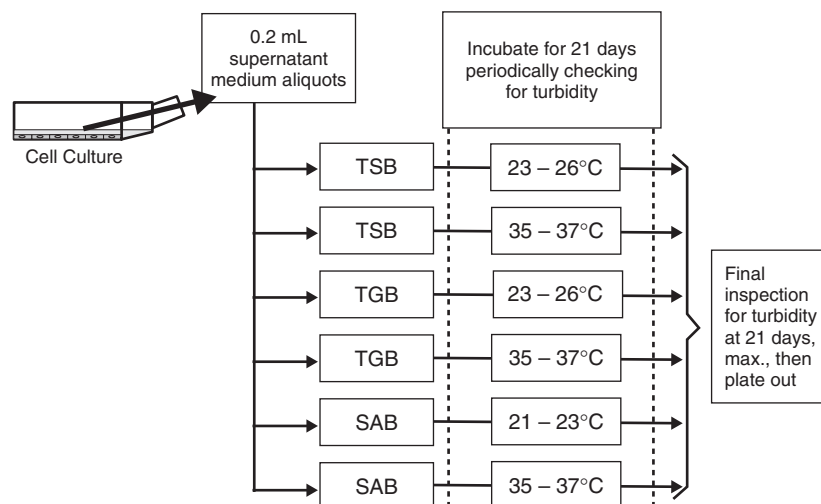 0.2 mL
supernatant
medium aliquots
Incubate for 21 days
periodically checking
for turbidity
Cell Culture
TSB
23 – 26°C
TSB
35 – 37°C
TGB
23 – 26°C
TGB
35 – 37°C
SAB
21 – 23°C
SAB
35 – 37°C
Final
inspection
for turbidity
at 21 days,
max., then
plate out